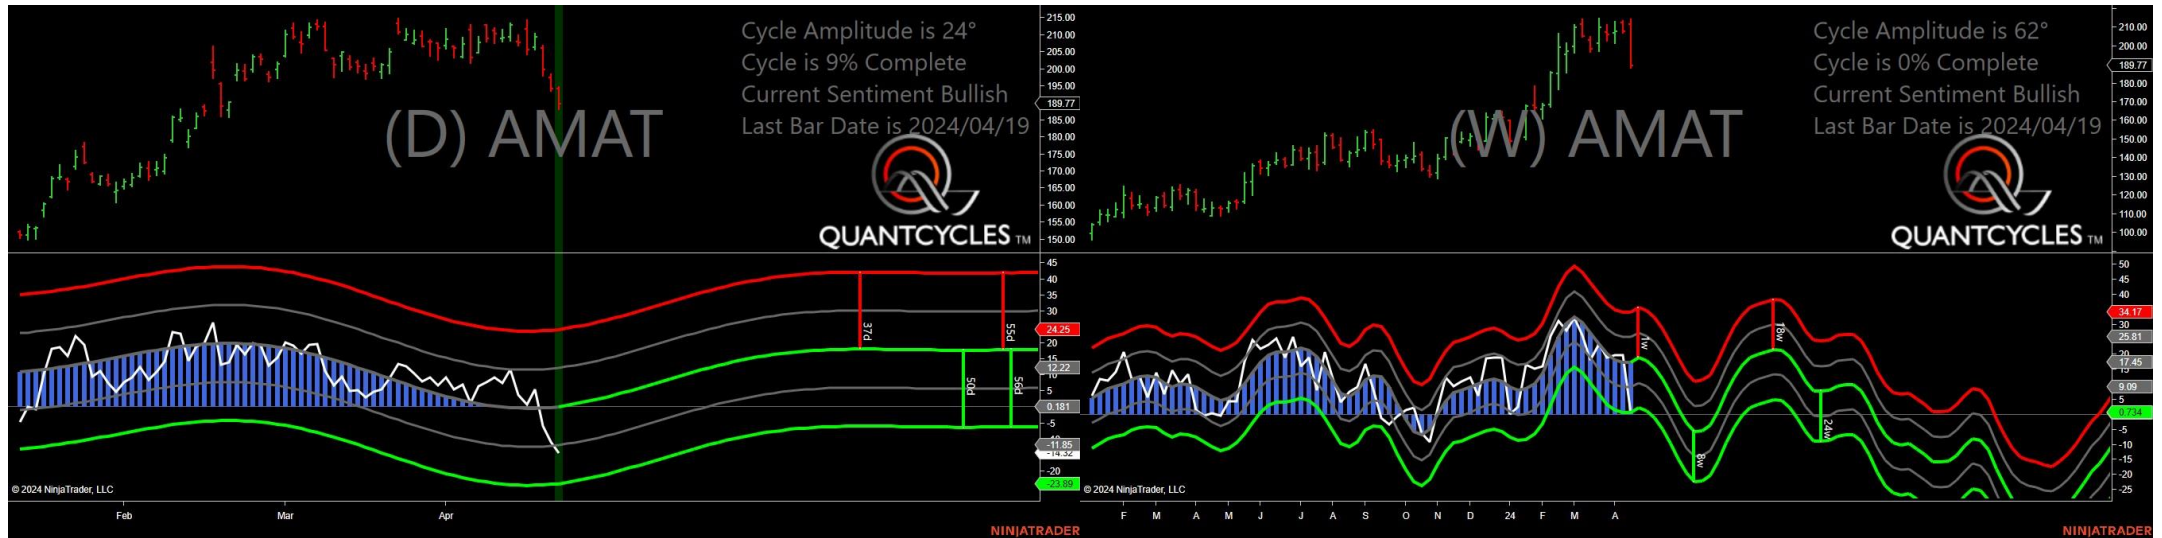 Cycle Amplitude is 24°
Cycle is 9% Complete
Current Sentiment Bullish
Last Bar Date is 2024/04/19
(D) AMAT
QUANTCYCLES TM
215.00
210.00
205.00
200.00
195.00
189.77
185.00
180.00
175.00
170.00
165.00
160.00
155.00
150.00
45
40
35
30
24.25
20
15
12.22
10
5
0.181
-5
-11.85
-14.32
-20
-23.89
37d
55d
50d
56d
© 2024 NinjaTrader, LLC
Feb Mar Apr
NINJATRADER
Cycle Amplitude is 62°
Cycle is 0% Complete
Current Sentiment Bullish
Last Bar Date is 2024/04/19
(W) AMAT
QUANTCYCLES TM
210.00
200.00
189.77
180.00
170.00
160.00
150.00
140.00
130.00
120.00
110.00
100.00
50
45
40
34.17
30
25.81
20
17.45
15
9.09
5
0.734
-5
-10
-15
-20
-25
1w
18w
8w
24w
© 2024 NinjaTrader, LLC
F M A M J J A S O N D 24 F M A
NINJATRADER